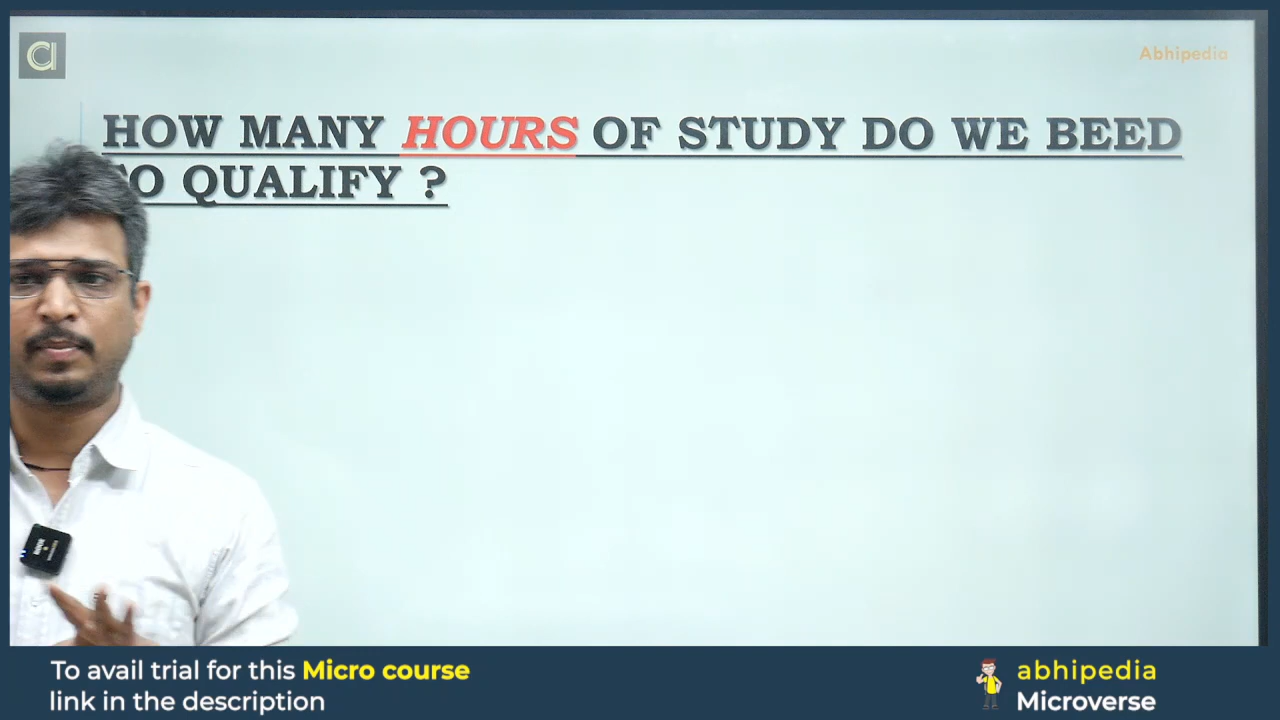 Abhipedia
HOW MANY HOURS OF STUDY DO WE BEED
TO QUALIFY ?
To avail trial for this Micro course
link in the description
abhipedia
Microverse